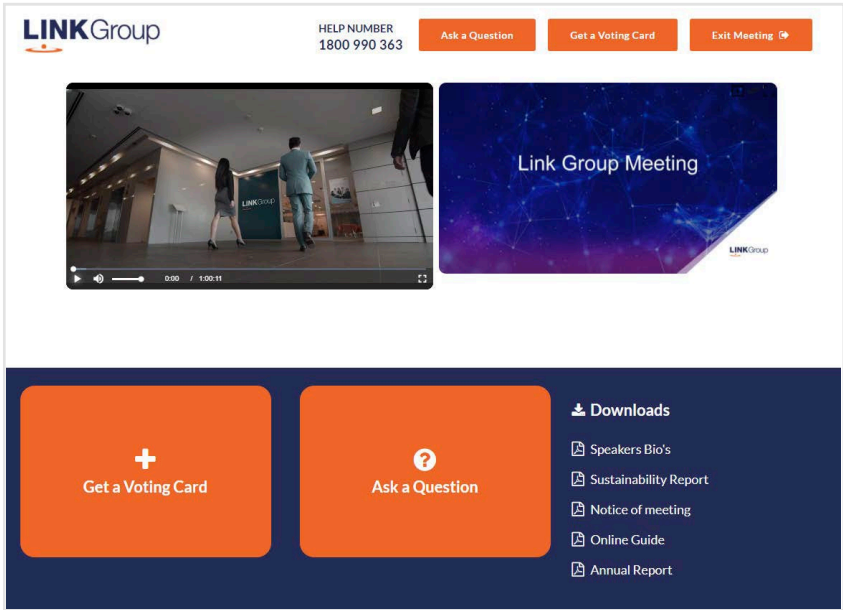 LINKGroup
HELP NUMBER
1800 990 363
Ask a Question
Get a Voting Card
Exit Meeting
LINKGroup
0:00 / 1:00:11
Link Group Meeting
LINKGroup
Get a Voting Card
Ask a Question
Downloads
Speakers Bio's
Sustainability Report
Notice of meeting
Online Guide
Annual Report